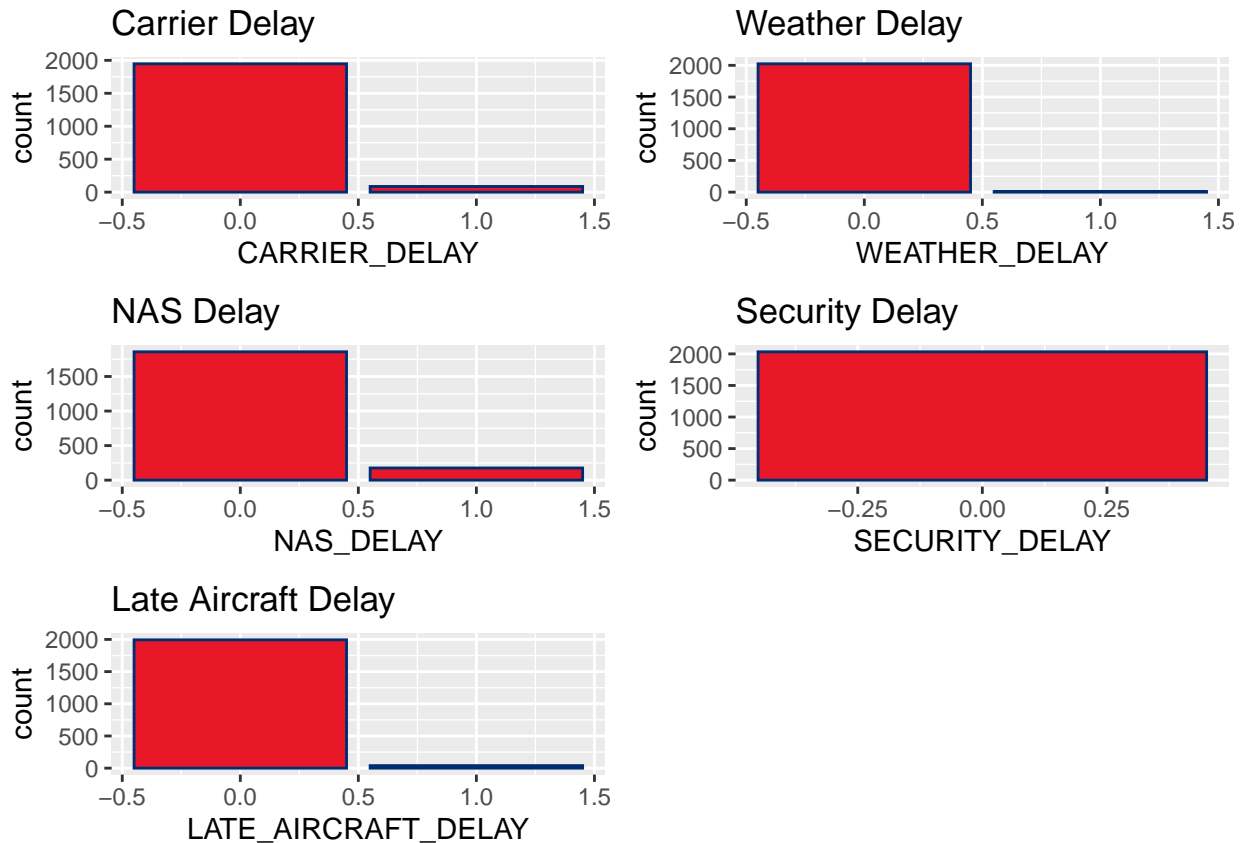 Carrier Delay
count
2000
1500
1000
500
0
−0.5 0.0 0.5 1.0 1.5
CARRIER_DELAY
Weather Delay
count
2000
1500
1000
500
0
−0.5 0.0 0.5 1.0 1.5
WEATHER_DELAY
NAS Delay
count
1500
1000
500
0
−0.5 0.0 0.5 1.0 1.5
NAS_DELAY
Security Delay
count
2000
1500
1000
500
0
−0.25 0.00 0.25
SECURITY_DELAY
Late Aircraft Delay
count
2000
1500
1000
500
0
−0.5 0.0 0.5 1.0 1.5
LATE_AIRCRAFT_DELAY